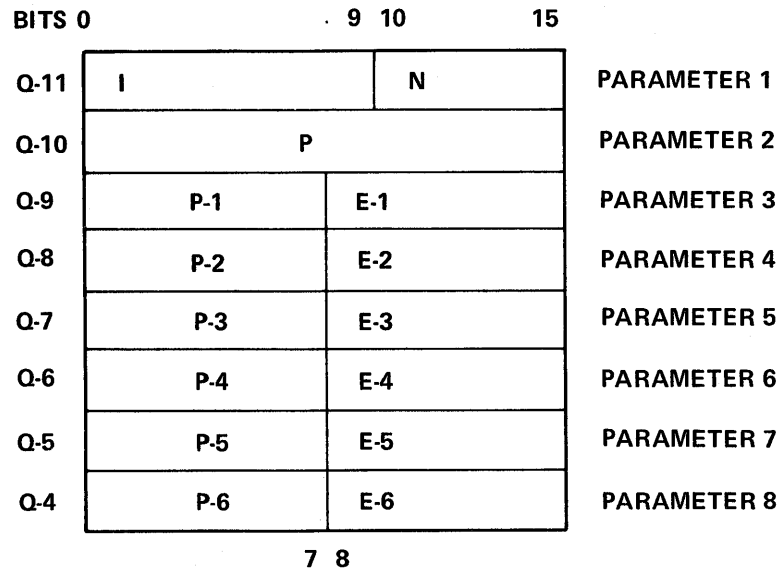 BITS 0 9 10 15
Q-11 I N PARAMETER 1
Q-10 P PARAMETER 2
Q-9 P-1 E-1 PARAMETER 3
Q-8 P-2 E-2 PARAMETER 4
Q-7 P-3 E-3 PARAMETER 5
Q-6 P-4 E-4 PARAMETER 6
Q-5 P-5 E-5 PARAMETER 7
Q-4 P-6 E-6 PARAMETER 8
7 8